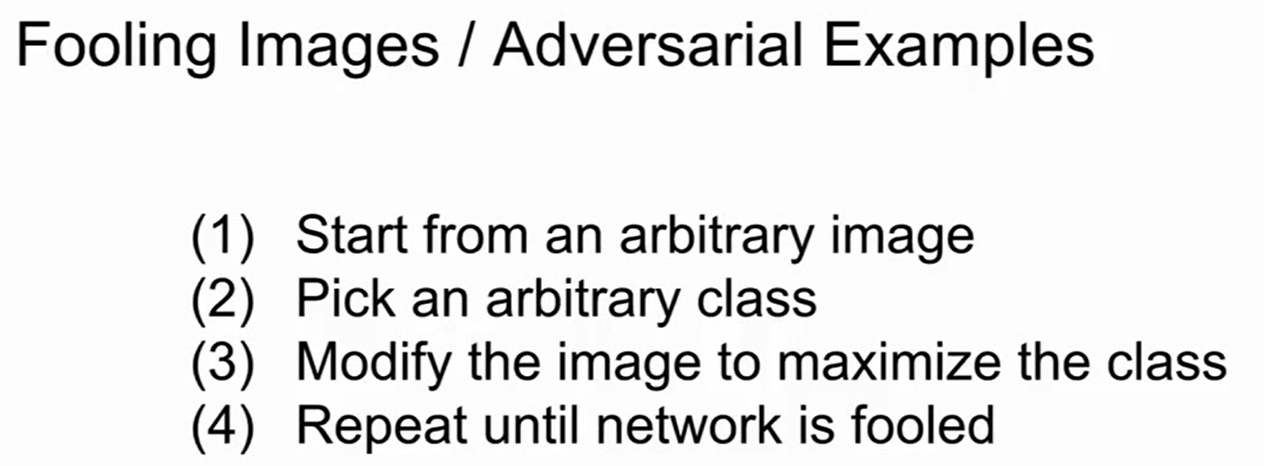 Fooling Images / Adversarial Examples
(1) Start from an arbitrary image
(2) Pick an arbitrary class
(3) Modify the image to maximize the class
(4) Repeat until network is fooled